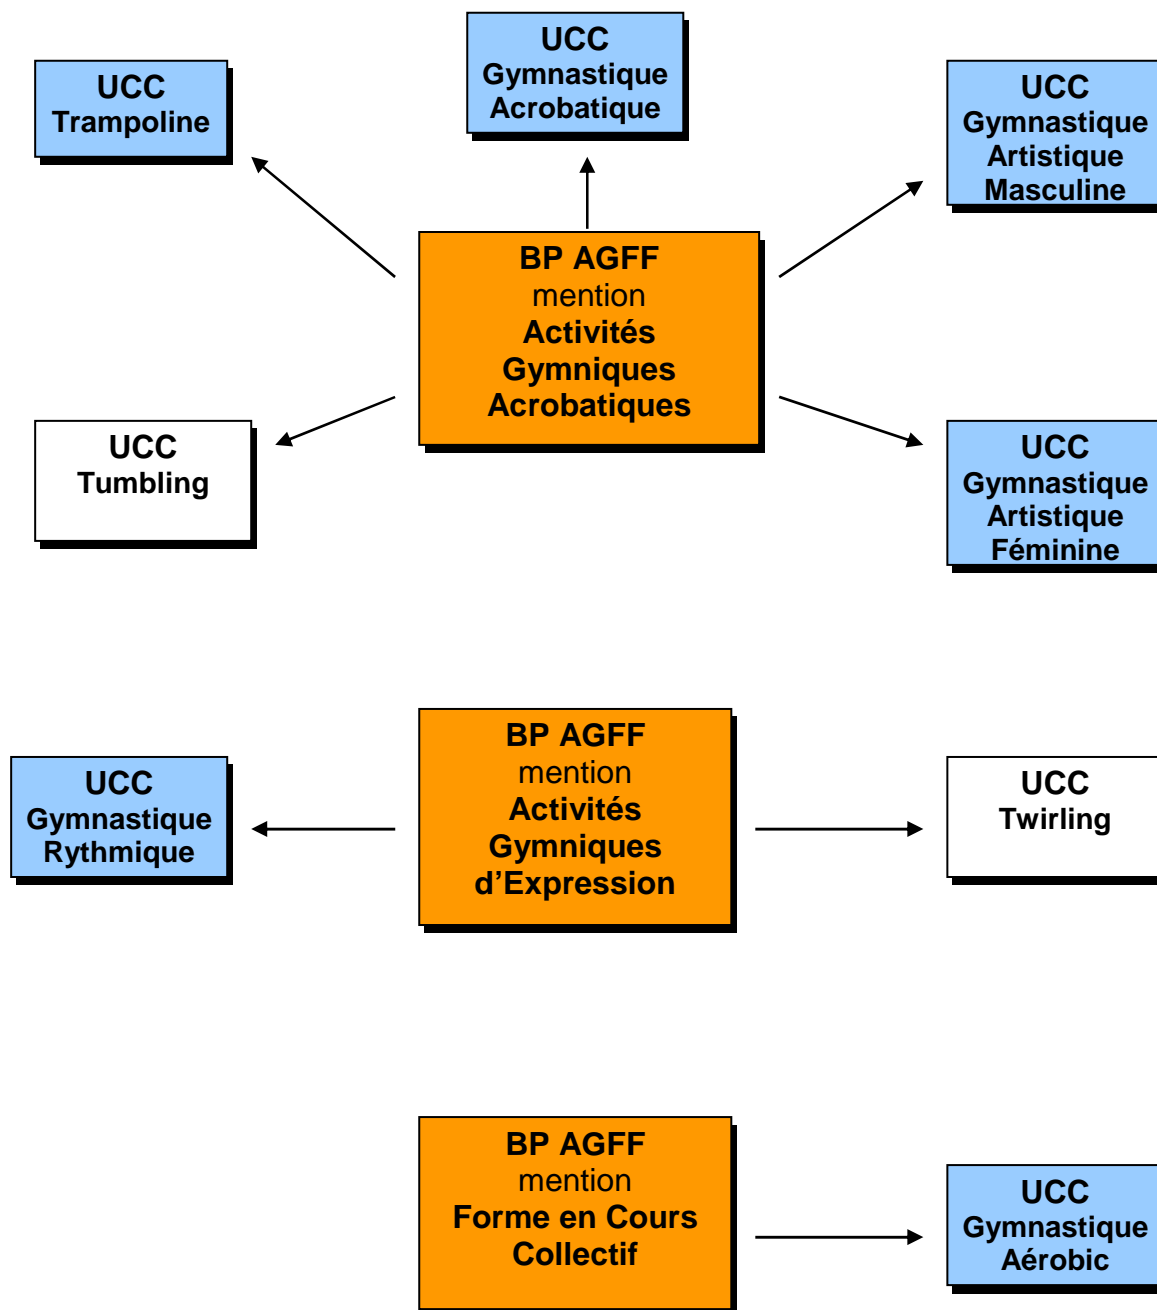 UCC
Trampoline
UCC
Gymnastique
Acrobatique
UCC
Gymnastique
Artistique
Masculine
BP AGFF
mention
Activités
Gymniques
Acrobatiques
UCC
Tumbling
UCC
Gymnastique
Artistique
Féminine
UCC
Gymnastique
Rythmique
BP AGFF
mention
Activités
Gymniques
d’Expression
UCC
Twirling
BP AGFF
mention
Forme en Cours
Collectif
UCC
Gymnastique
Aérobic